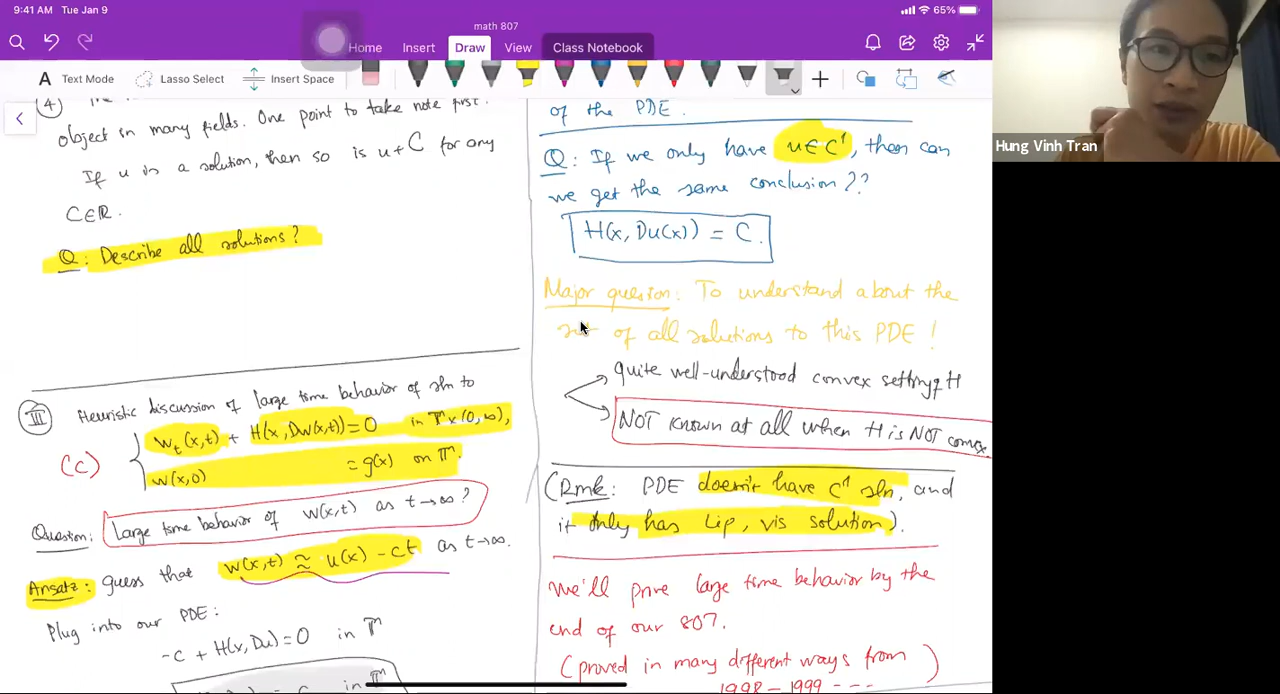 9:41 AM Tue Jan 9
65%
math 807
Home Insert Draw View Class Notebook
A Text Mode Lasso Select Insert Space
Hung Vinh Tran
④
object in many fields. One point to take note first.
If u is a solution, then so is u+C for any
C∈ℝ.
Q: Describe all solutions?
III Heuristic discussion of large time behavior of sln to
(C) { w_t(x,t) + H(x,Dw(x,t))=0 in 𝕋×(0,∞),
w(x,0) = g(x) on 𝕋.
Question: large time behavior of w(x,t) as t→∞?
Ansatz: guess that w(x,t) ≈ u(x) - ct as t→∞.
Plug into our PDE:
-c + H(x,Du)=0 in 𝕋
in 𝕋
of the PDE.
Q: If we only have u∈C¹, then can
we get the same conclusion??
H(x, Du(x)) = C.
Major question: To understand about the
set of all solutions to this PDE!
quite well-understood convex setting of H
NOT known at all when H is NOT convex
(Rmk: PDE doesn't have C¹ sln, and
it only has Lip, vis solution).
We'll prove large time behavior by the
end of our 807.
(proved in many different ways from
1998 - 1999 - - -
)